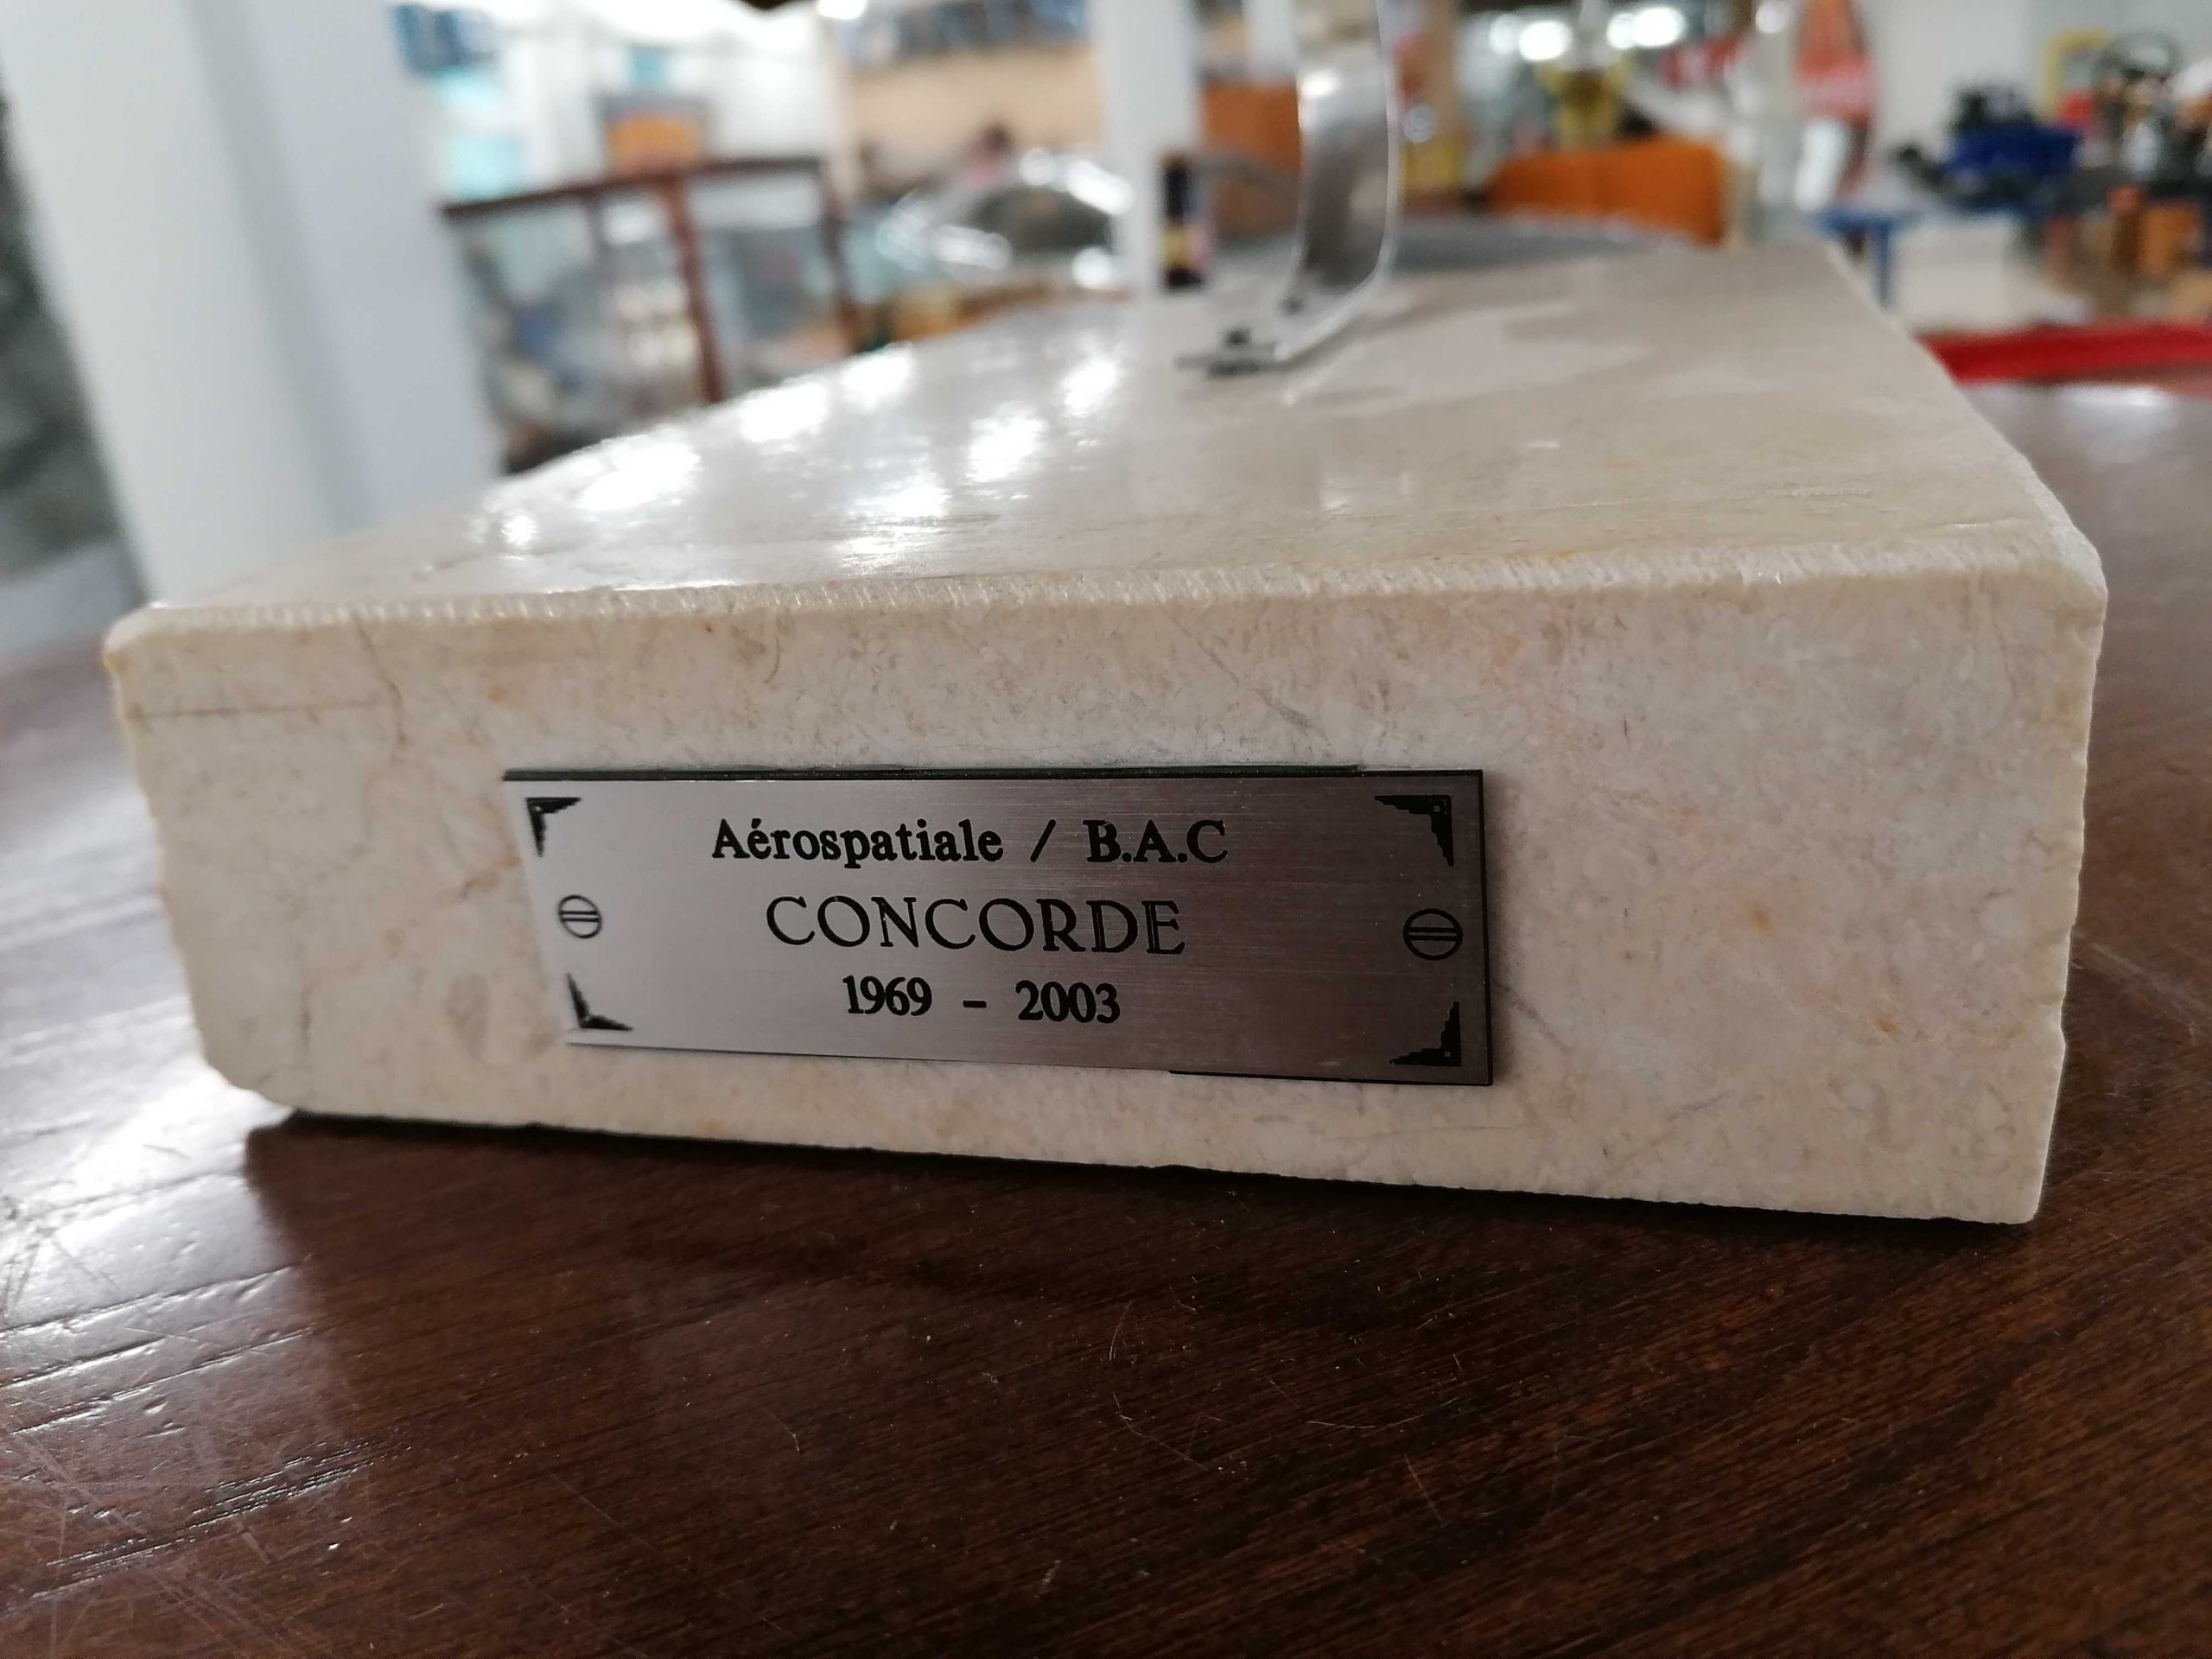 Aérospatiale / B.A.C
CONCORDE
1969 - 2003